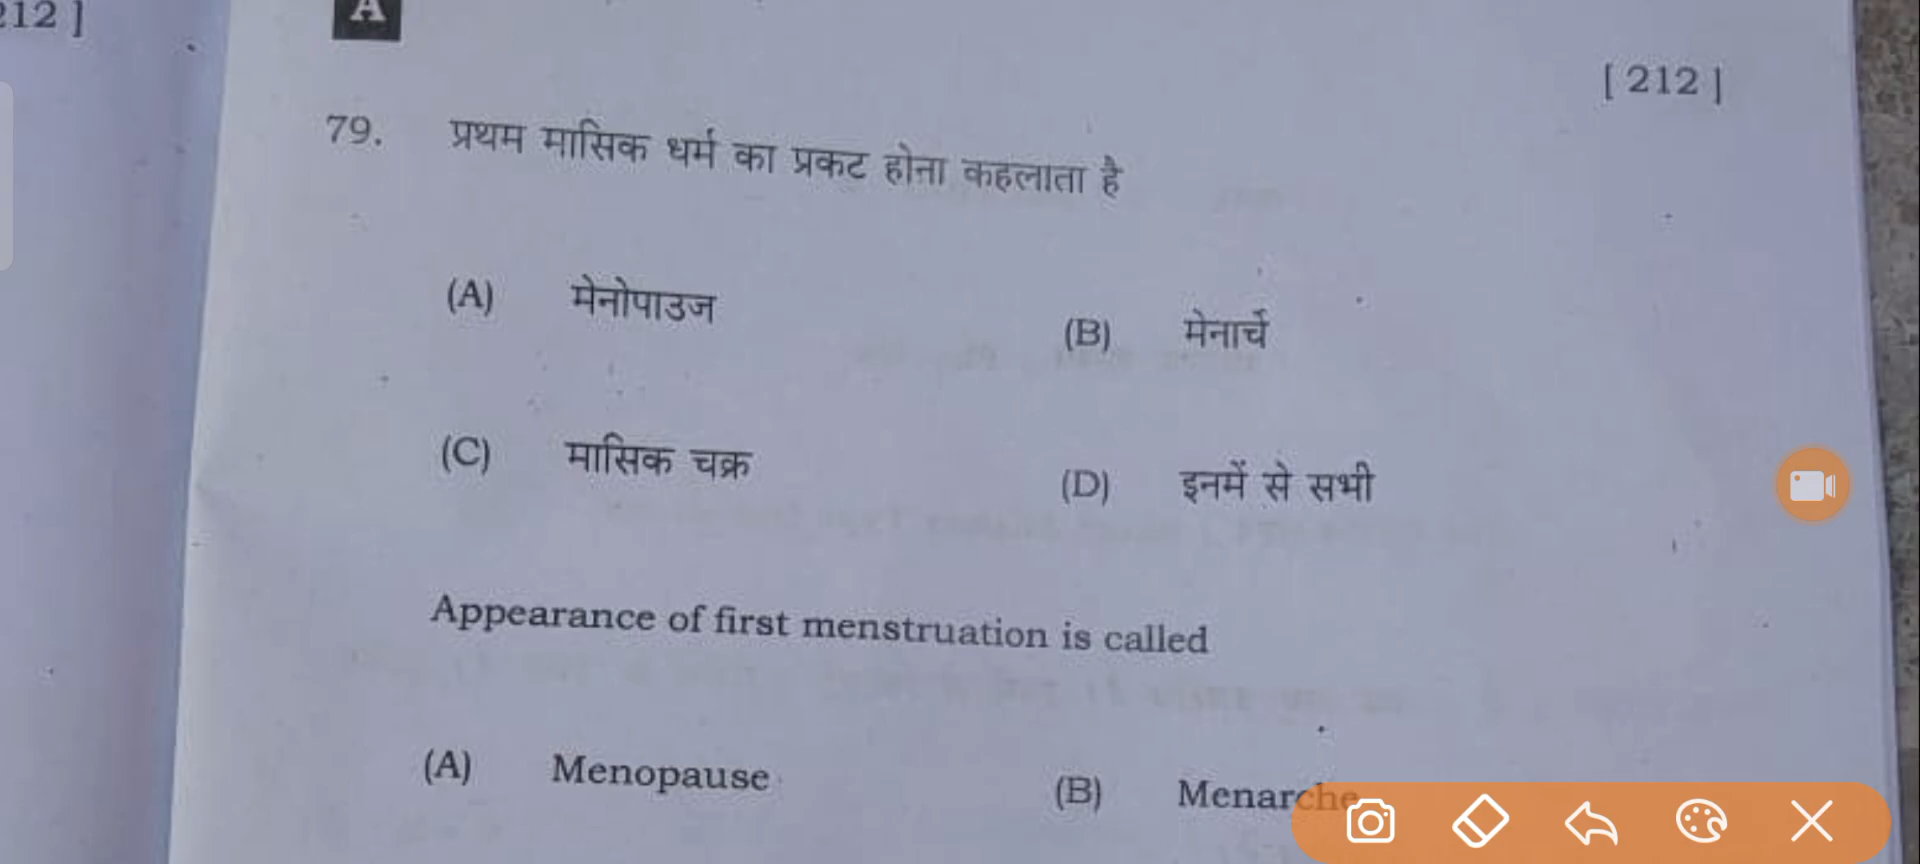 212 ]
A
[ 212 ]
79. प्रथम मासिक धर्म का प्रकट होना कहलाता है
(A) मेनोपाउज
(B) मेनार्चे
(C) मासिक चक्र
(D) इनमें से सभी
Appearance of first menstruation is called
(A) Menopause
(B) Menarche